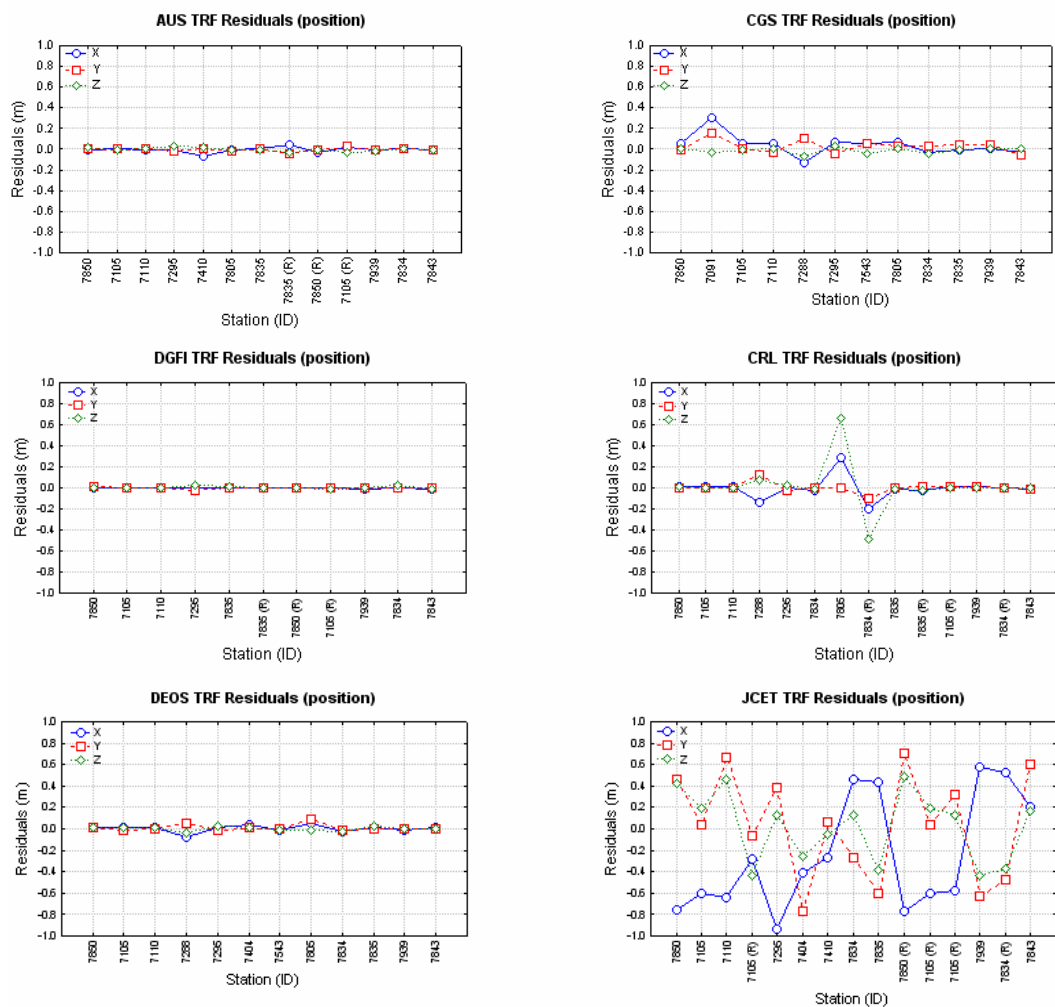 AUS TRF Residuals (position)
1.0
0.8
0.6
0.4
0.2
0.0
-0.2
-0.4
-0.6
-0.8
-1.0
Residuals (m)
X
Y
Z
7850
7105
7110
7295
7410
7805
7835
7835 (R)
7850 (R)
7105 (R)
7939
7834
7843
Station (ID)
CGS TRF Residuals (position)
1.0
0.8
0.6
0.4
0.2
0.0
-0.2
-0.4
-0.6
-0.8
-1.0
Residuals (m)
X
Y
Z
7850
7091
7105
7110
7288
7295
7543
7805
7834
7835
7939
7843
Station (ID)
DGFI TRF Residuals (position)
1.0
0.8
0.6
0.4
0.2
0.0
-0.2
-0.4
-0.6
-0.8
-1.0
Residuals (m)
X
Y
Z
7850
7105
7110
7295
7835
7835 (R)
7850 (R)
7105 (R)
7939
7834
7843
Station (ID)
CRL TRF Residuals (position)
1.0
0.8
0.6
0.4
0.2
0.0
-0.2
-0.4
-0.6
-0.8
-1.0
Residuals (m)
X
Y
Z
7850
7105
7110
7288
7295
7834
7805
7834 (R)
7835
7835 (R)
7105 (R)
7939
7834 (R)
7843
Station (ID)
DEOS TRF Residuals (position)
1.0
0.8
0.6
0.4
0.2
0.0
-0.2
-0.4
-0.6
-0.8
-1.0
Residuals (m)
X
Y
Z
7850
7105
7110
7288
7295
7404
7543
7805
7834
7835
7939
7843
Station (ID)
JCET TRF Residuals (position)
1.0
0.8
0.6
0.4
0.2
0.0
-0.2
-0.4
-0.6
-0.8
-1.0
Residuals (m)
X
Y
Z
7850
7105
7110
7105 (R)
7295
7404
7410
7834
7835
7850 (R)
7105 (R)
7105 (R)
7939
7834 (R)
7843
Station (ID)